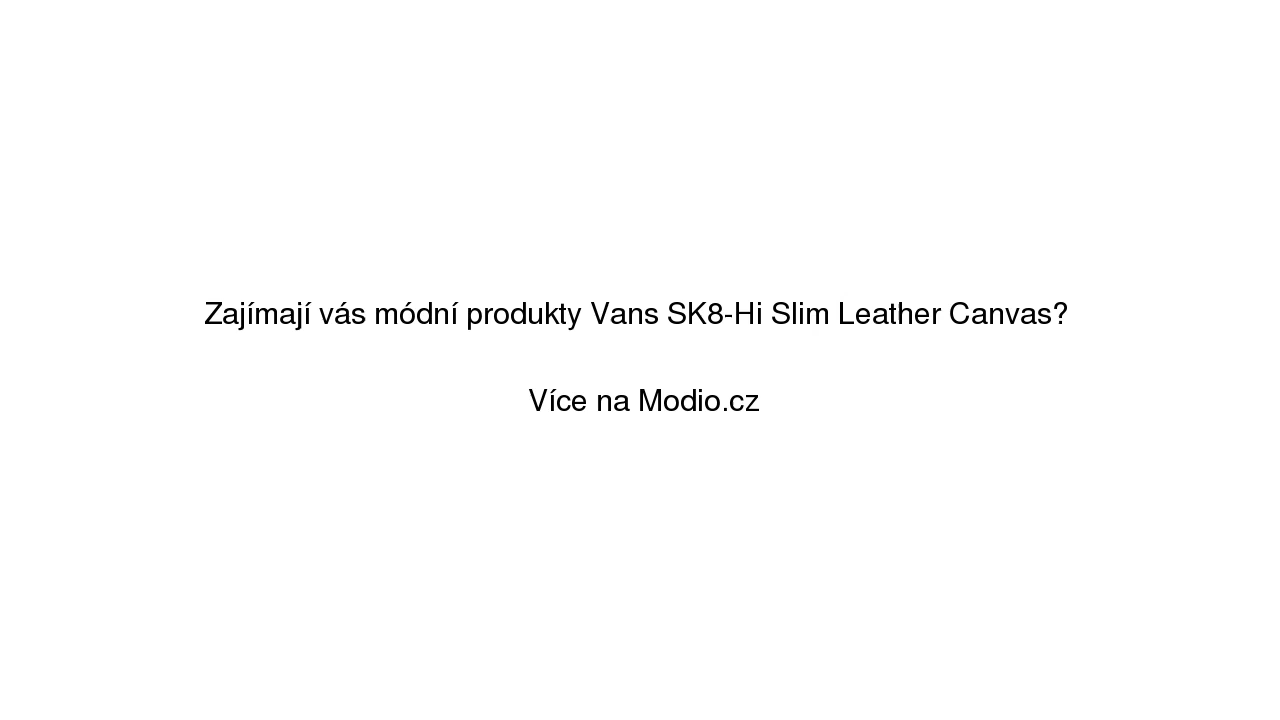 Zajímají vás módní produkty Vans SK8-Hi Slim Leather Canvas?
Více na Modio.cz